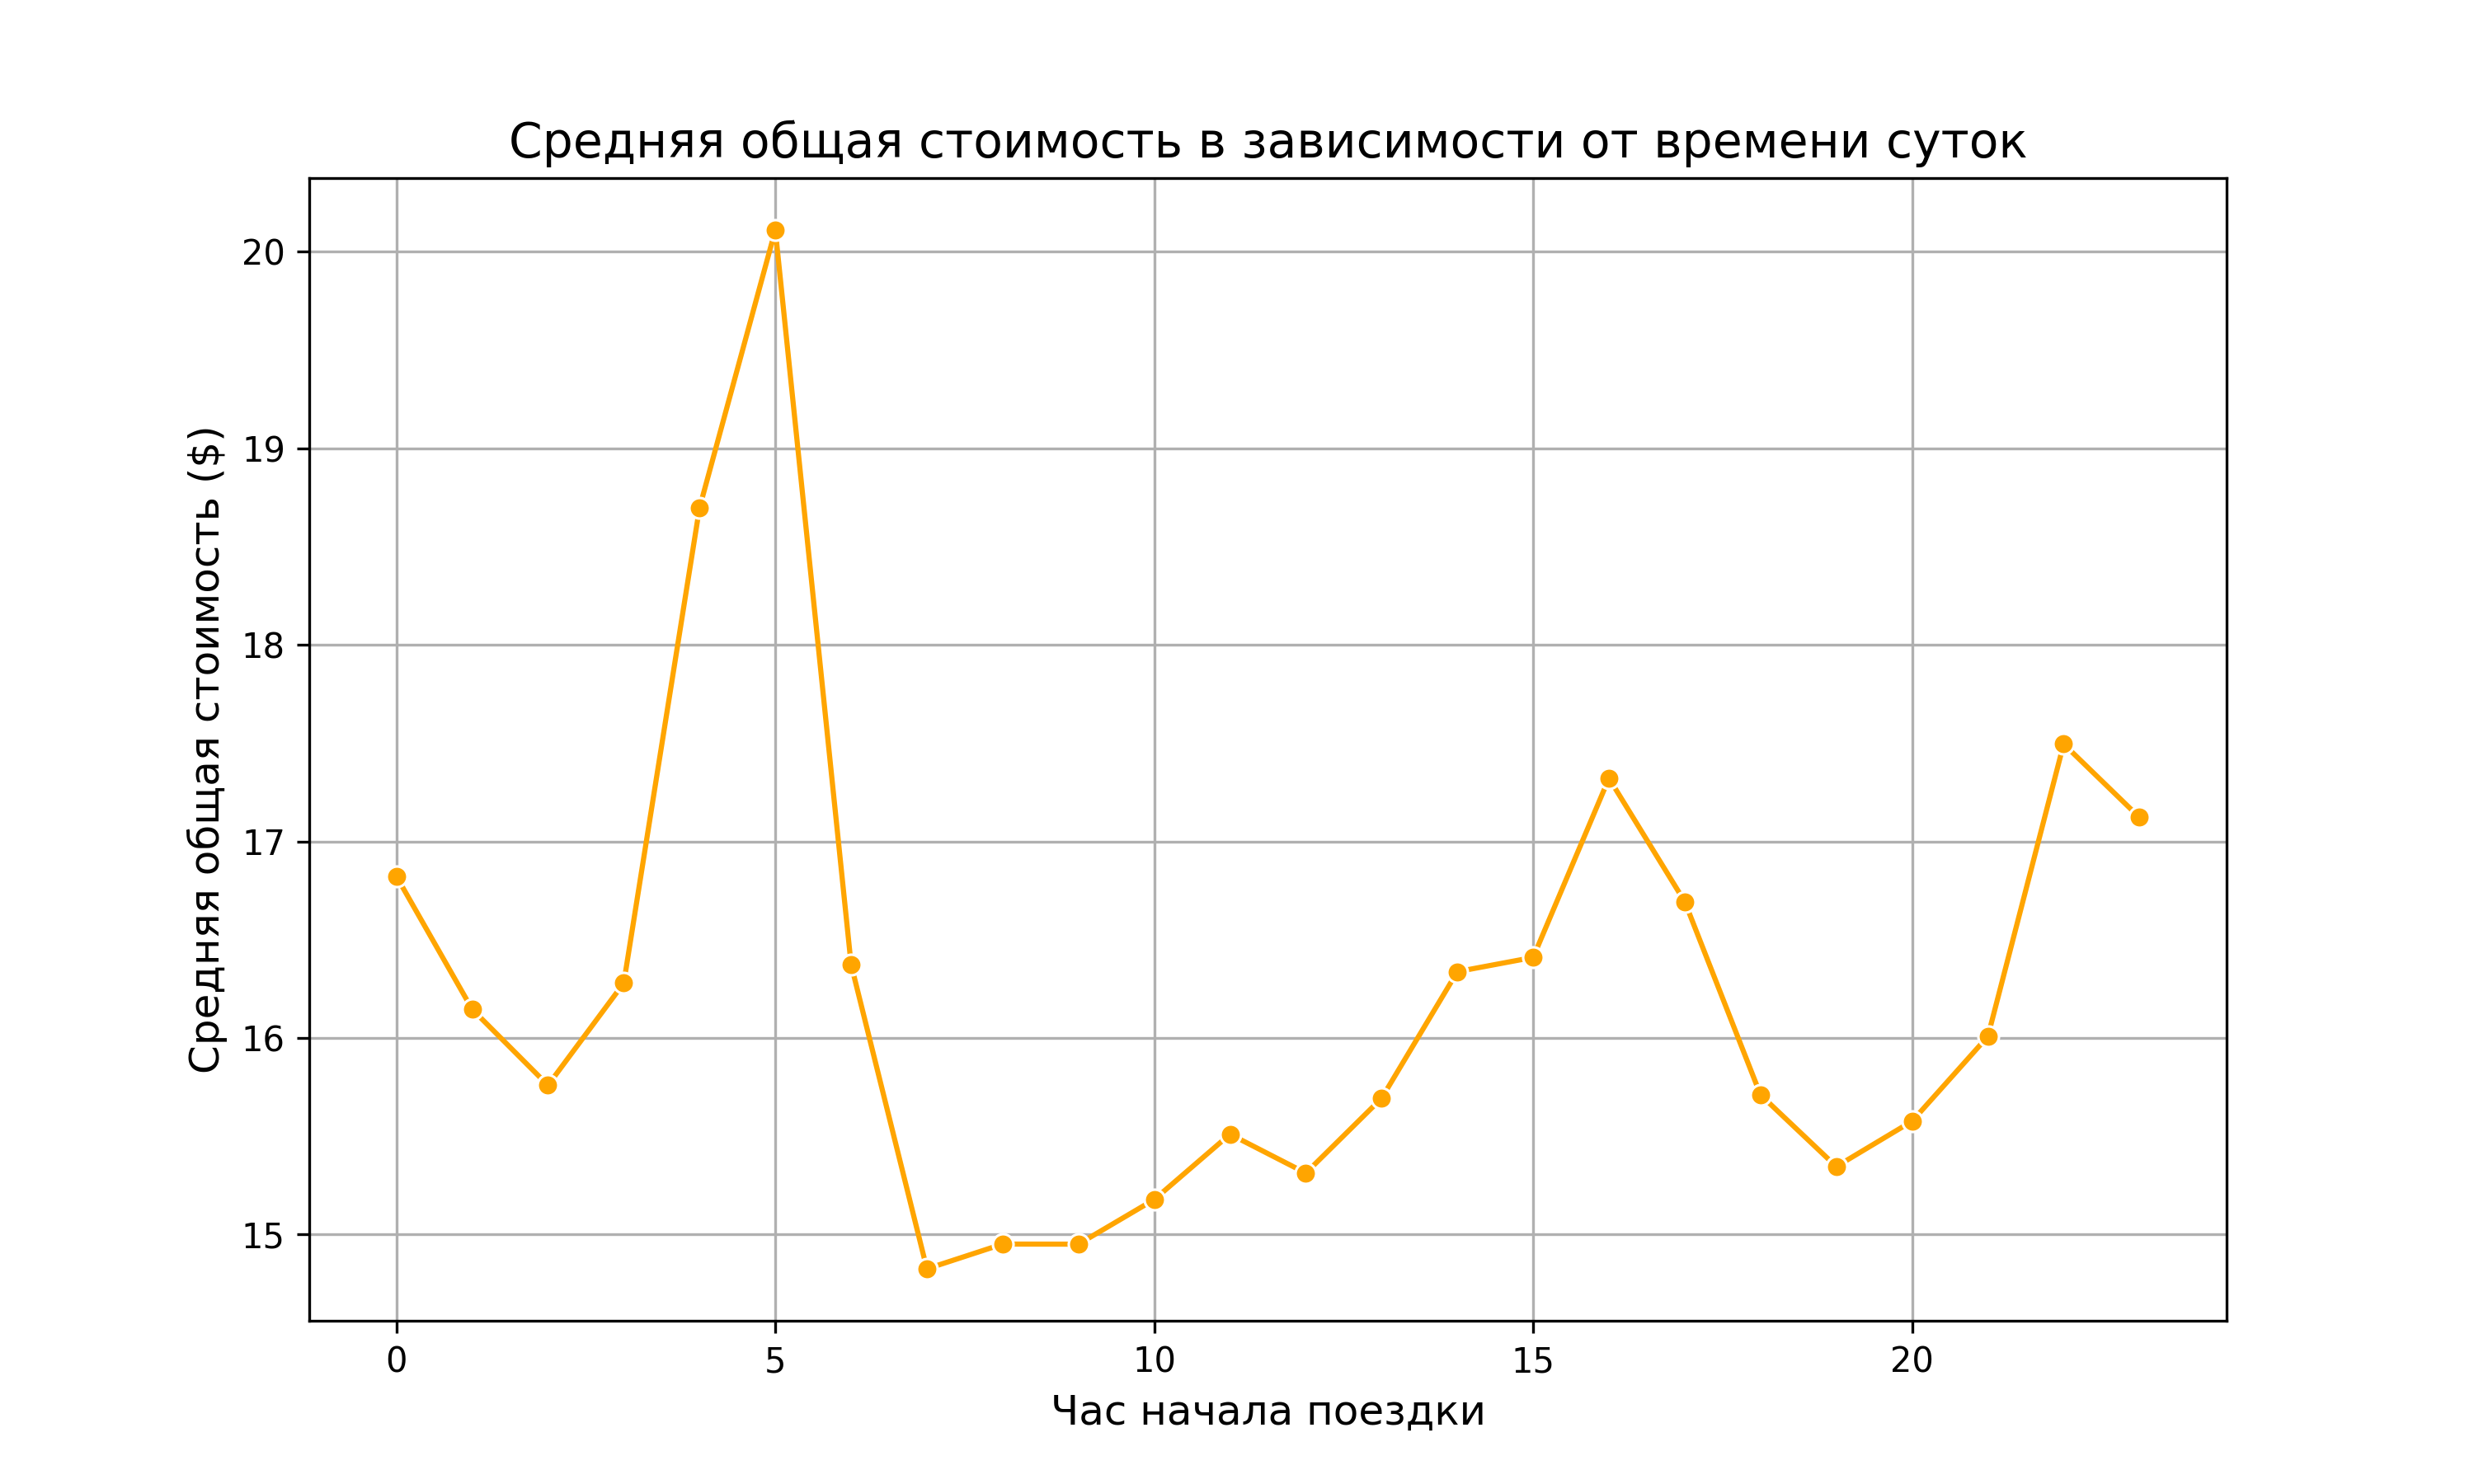 Средняя общая стоимость в зависимости от времени суток
Средняя общая стоимость ($)
20
19
18
17
16
15
0 5 10 15 20
Час начала поездки